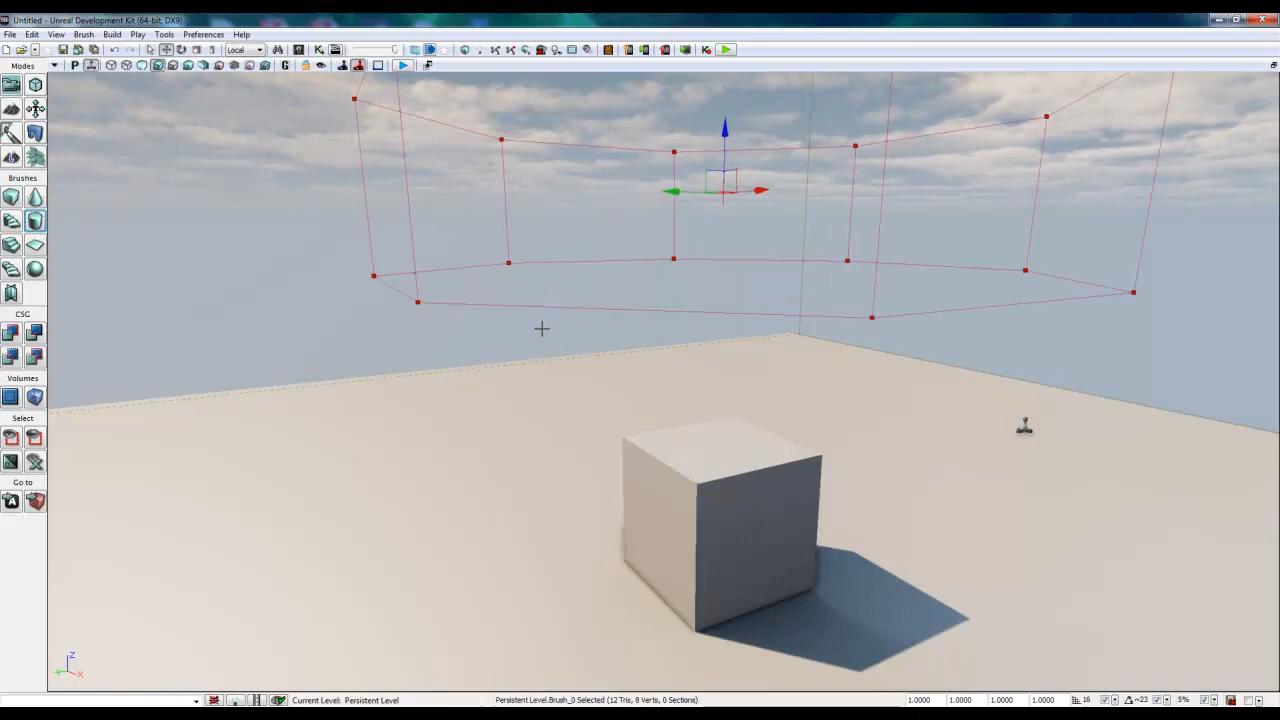 Untitled - Unreal Development Kit (64-bit, DX9)
File Edit View Brush Build Play Tools Preferences Help
Local
Modes
P
G
Brushes
CSG
Volumes
Select
Go to
Z
Y X
Current Level: Persistent Level
Persistent Level.Brush_0 Selected (12 Tris, 8 Verts, 0 Sections)
1.0000 1.0000 1.0000 1.0000 16 ~23 5%